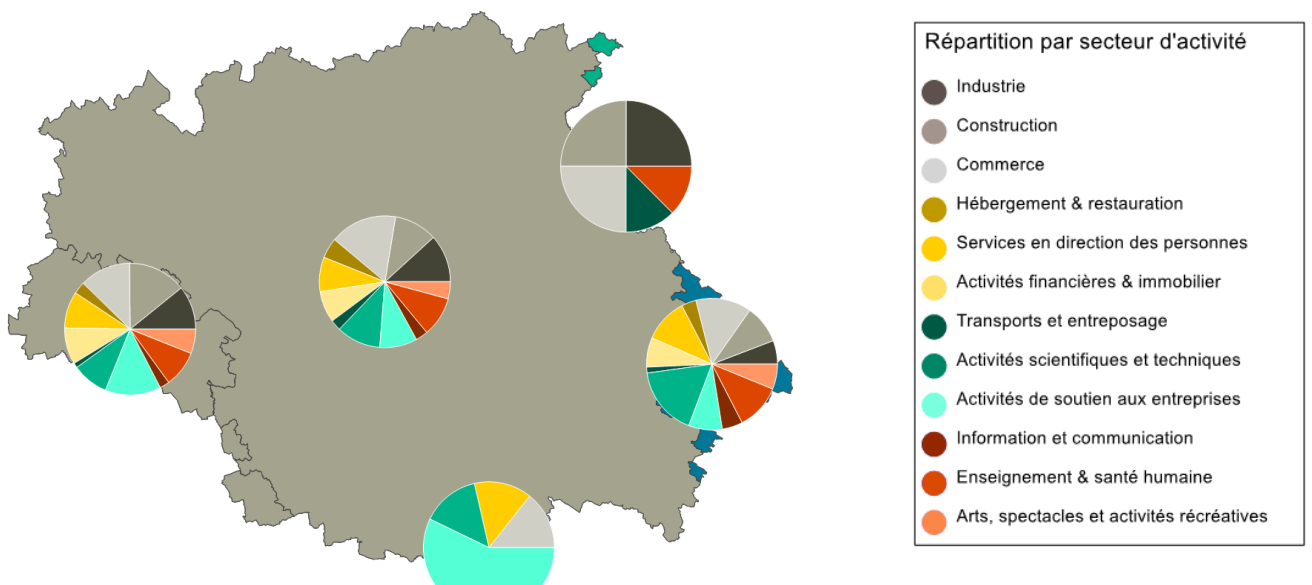 Répartition par secteur d'activité
Industrie
Construction
Commerce
Hébergement & restauration
Services en direction des personnes
Activités financières & immobilier
Transports et entreposage
Activités scientifiques et techniques
Activités de soutien aux entreprises
Information et communication
Enseignement & santé humaine
Arts, spectacles et activités récréatives